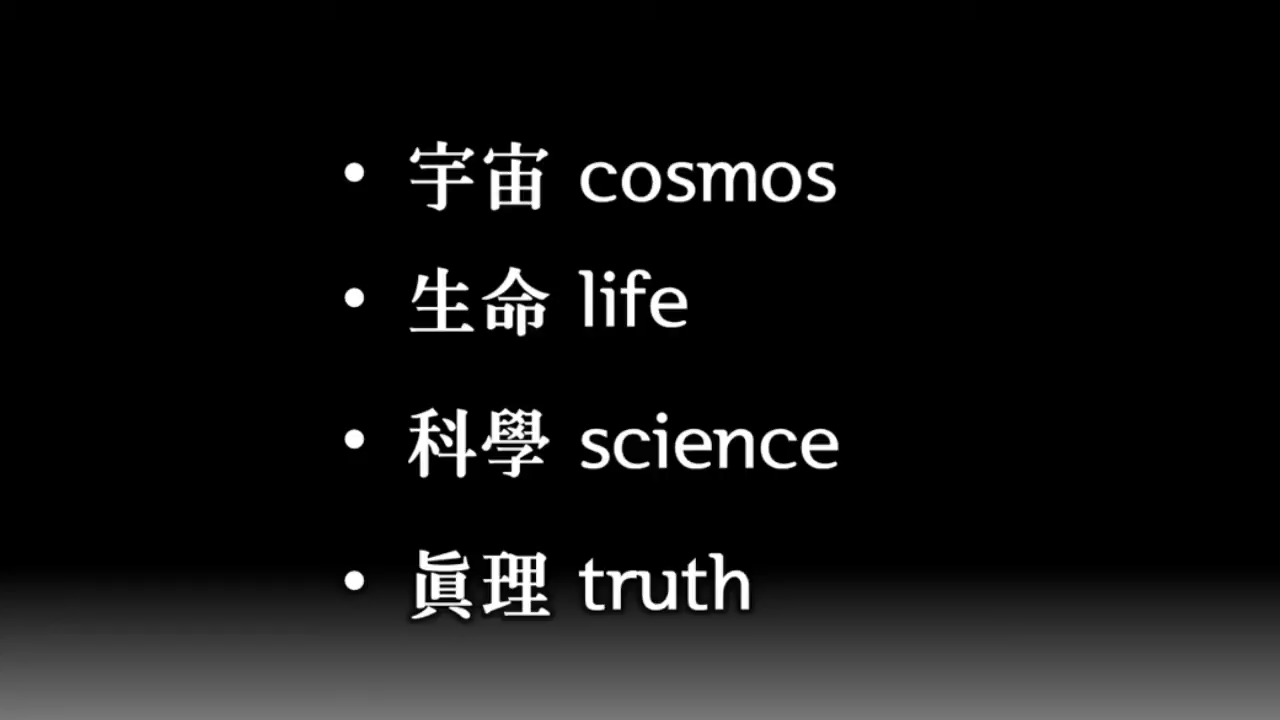 • 宇宙 cosmos
• 生命 life
• 科學 science
• 眞理 truth